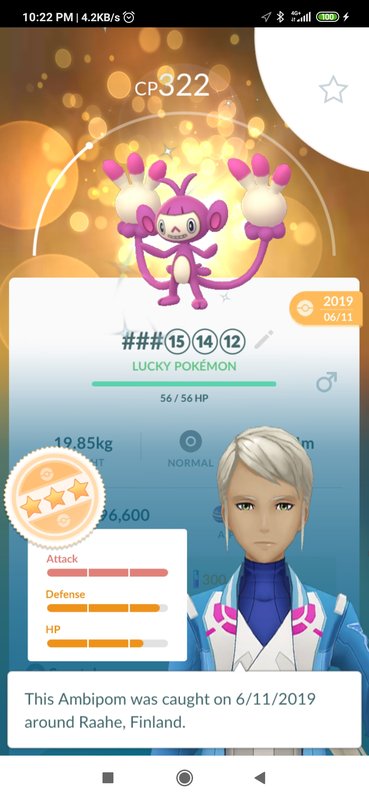 10:22 PM | 4.2KB/s
4G+
100
CP322
2019
06/11
###⑮⑭⑫
LUCKY POKÉMON
56 / 56 HP
19,85kg
NORMAL
96,600
300
Attack
Defense
HP
This Ambipom was caught on 6/11/2019
around Raahe, Finland.